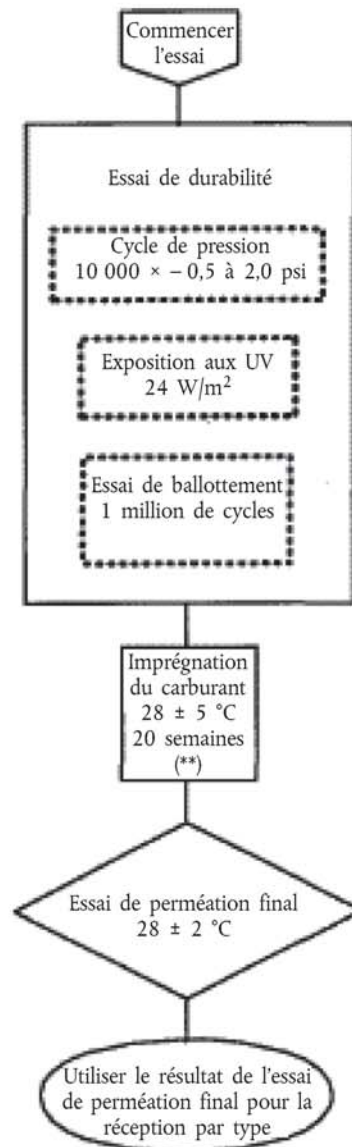 Commencer
l'essai
Essai de durabilité
Cycle de pression
10 000 × – 0,5 à 2,0 psi
Exposition aux UV
24 W/m²
Essai de ballottement
1 million de cycles
Imprégnation
du carburant
28 ± 5 °C
20 semaines
(**)
Essai de perméation final
28 ± 2 °C
Utiliser le résultat de l'essai
de perméation final pour la
réception par type